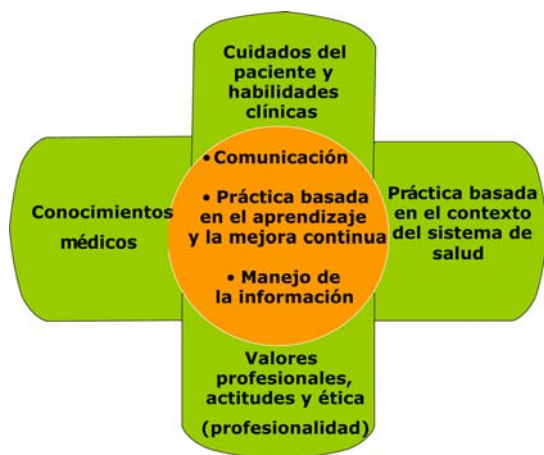 Cuidados del
paciente y
habilidades
clínicas
Conocimientos
médicos
• Comunicación
• Práctica basada
en el aprendizaje
y la mejora continua
• Manejo de
la información
Práctica basada
en el contexto
del sistema de
salud
Valores
profesionales,
actitudes y ética
(profesionalidad)